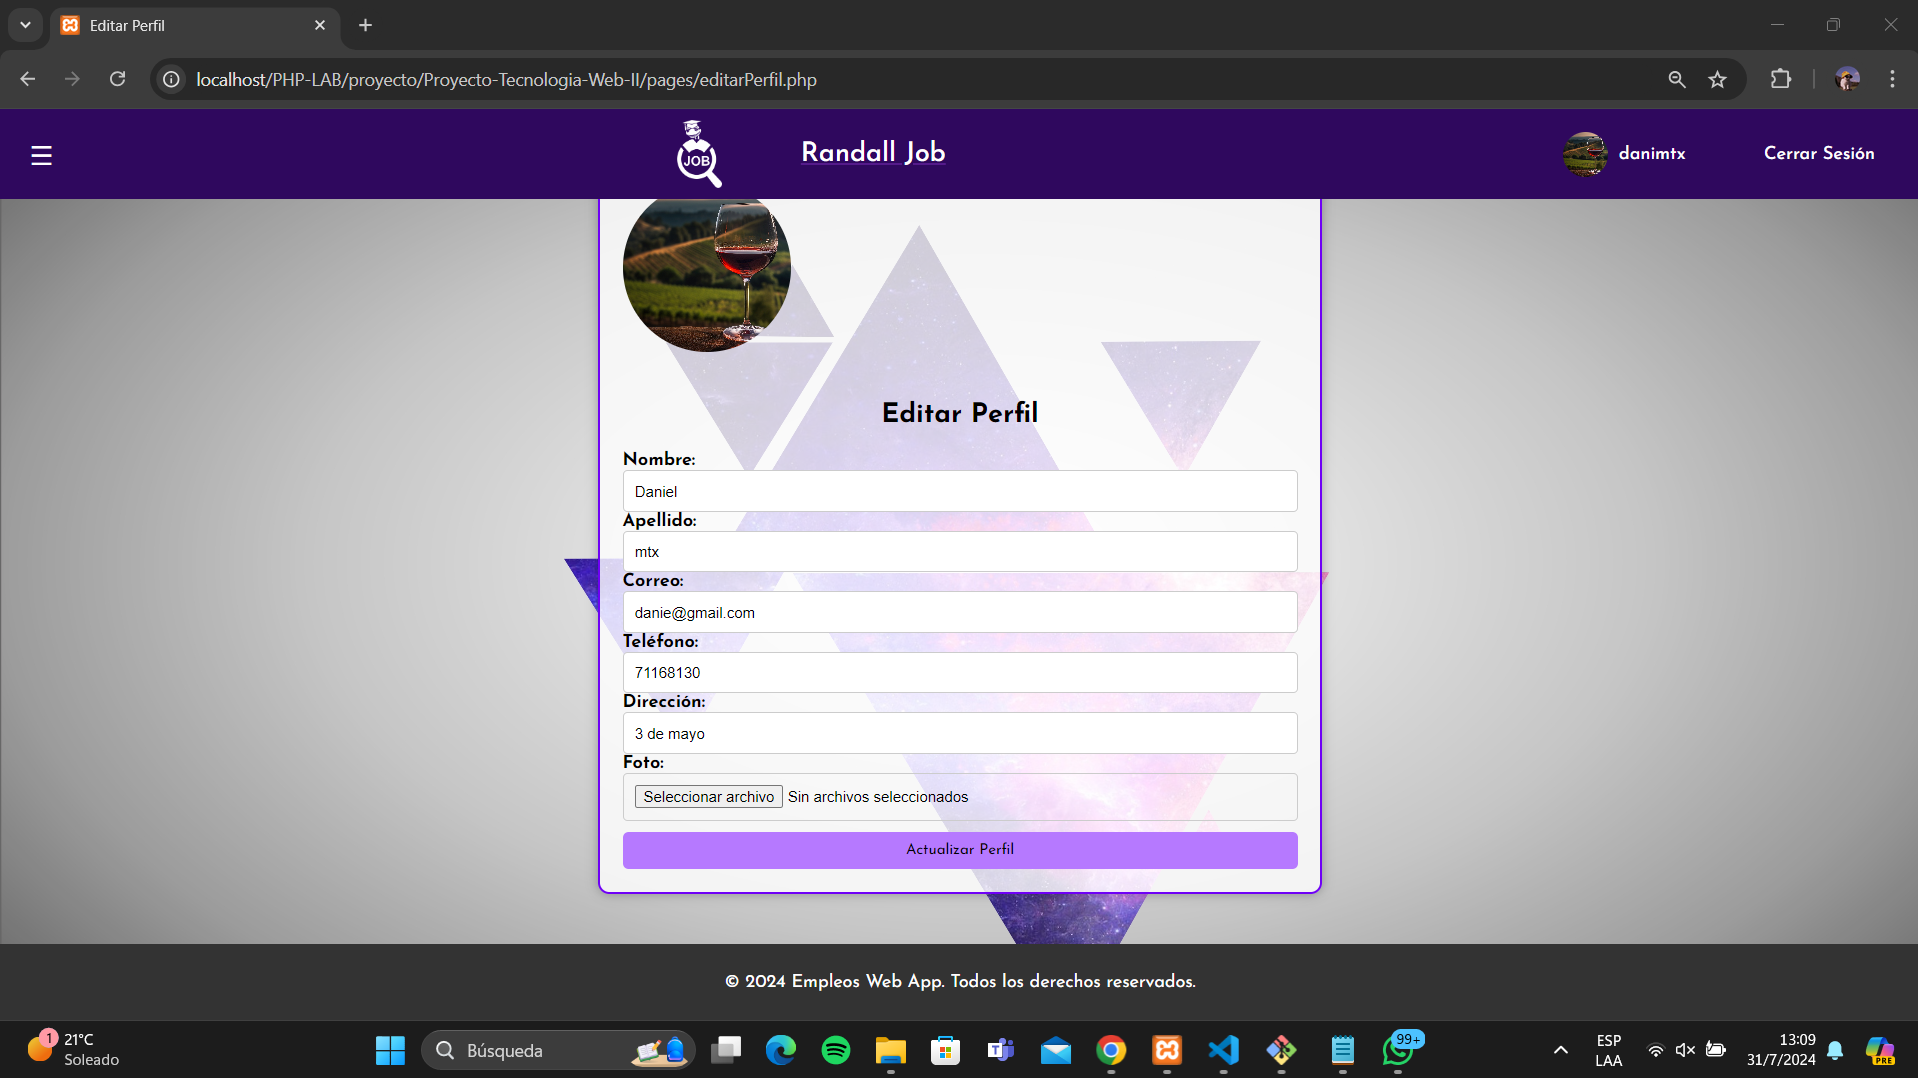 Editar Perfil
localhost/PHP-LAB/proyecto/Proyecto-Tecnologia-Web-II/pages/editarPerfil.php
JOB
Randall Job
danimtx
Cerrar Sesión
Editar Perfil
Nombre:
Daniel
Apellido:
mtx
Correo:
danie@gmail.com
Teléfono:
71168130
Dirección:
3 de mayo
Foto:
Seleccionar archivo Sin archivos seleccionados
Actualizar Perfil
© 2024 Empleos Web App. Todos los derechos reservados.
1
21°C
Soleado
Búsqueda
99+
ESP
LAA
13:09
31/7/2024
PRE